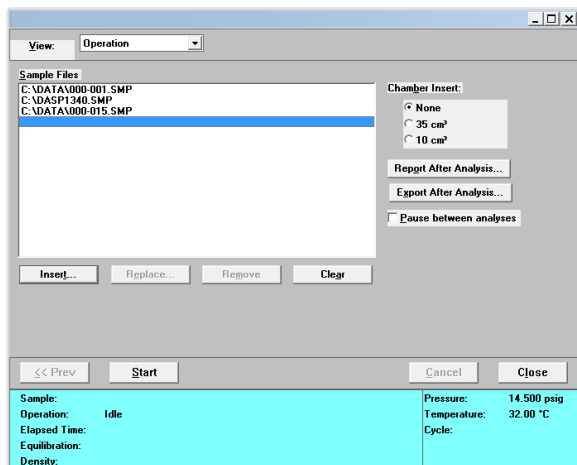 View: Operation
Sample Files
C:\DATA\000-001.SMP
C:\DASP1340.SMP
C:\DATA\000-015.SMP
Chamber Insert:
None
35 cm³
10 cm³
Report After Analysis...
Export After Analysis...
Pause between analyses
Insert... Replace... Remove Clear
<< Prev Start Cancel Close
Sample:
Operation: Idle
Elapsed Time:
Equilibration:
Density:
Pressure: 14.500 psig
Temperature: 32.00 °C
Cycle: